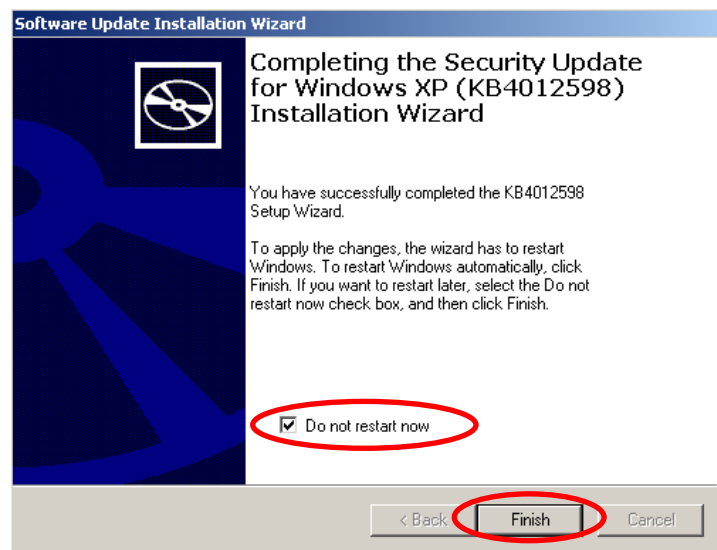 Software Update Installation Wizard
Completing the Security Update
for Windows XP (KB4012598)
Installation Wizard
You have successfully completed the KB4012598
Setup Wizard.
To apply the changes, the wizard has to restart
Windows. To restart Windows automatically, click
Finish. If you want to restart later, select the Do not
restart now check box, and then click Finish.
Do not restart now
< Back
Finish
Cancel